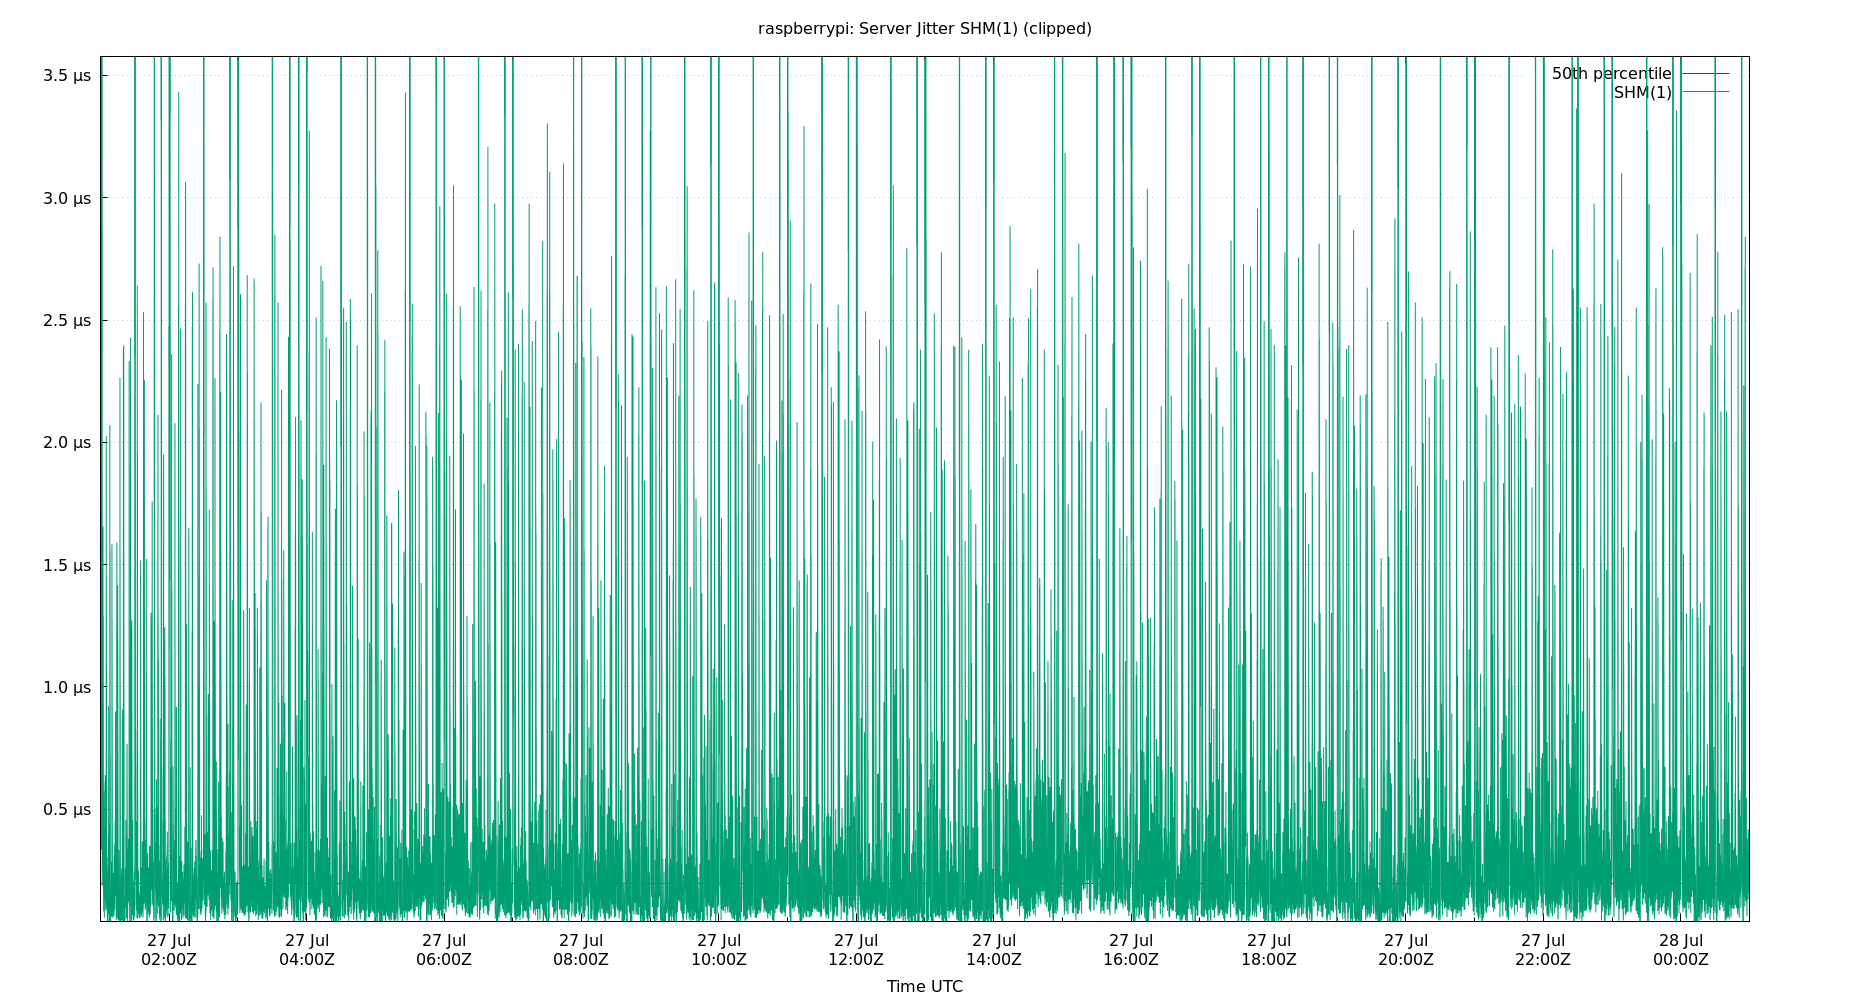 raspberrypi: Server Jitter SHM(1) (clipped)
50th percentile
SHM(1)
3.5 µs
3.0 µs
2.5 µs
2.0 µs
1.5 µs
1.0 µs
0.5 µs
27 Jul 27 Jul 27 Jul 27 Jul 27 Jul 27 Jul 27 Jul 27 Jul 27 Jul 27 Jul 27 Jul 28 Jul
02:00Z 04:00Z 06:00Z 08:00Z 10:00Z 12:00Z 14:00Z 16:00Z 18:00Z 20:00Z 22:00Z 00:00Z
Time UTC